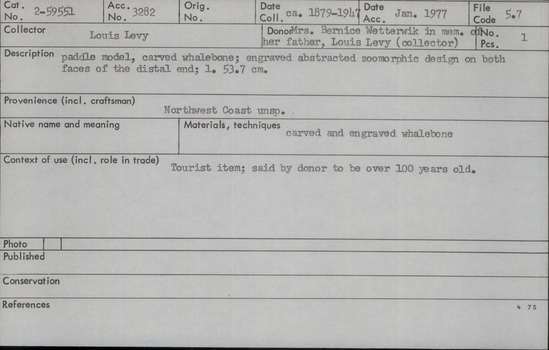 Cat. No. 2-59551 Acc. No. 3282 Orig. No. Date Coll. ca. 1879-1947 Date Acc. Jan. 1977 File Code 5.7
Collector Louis Levy Donor Mrs. Bernice Wettervik in mem. of her father, Louis Levy (collector) No. Pcs. 1
Description paddle model, carved whalebone; engraved abstracted zoomorphic design on both
faces of the distal end; l. 53.7 cm.
Provenience (incl. craftsman) Northwest Coast unsp.
Native name and meaning Materials, techniques carved and engraved whalebone
Context of use (incl. role in trade) Tourist item; said by donor to be over 100 years old.
Photo
Published
Conservation
References
4 75